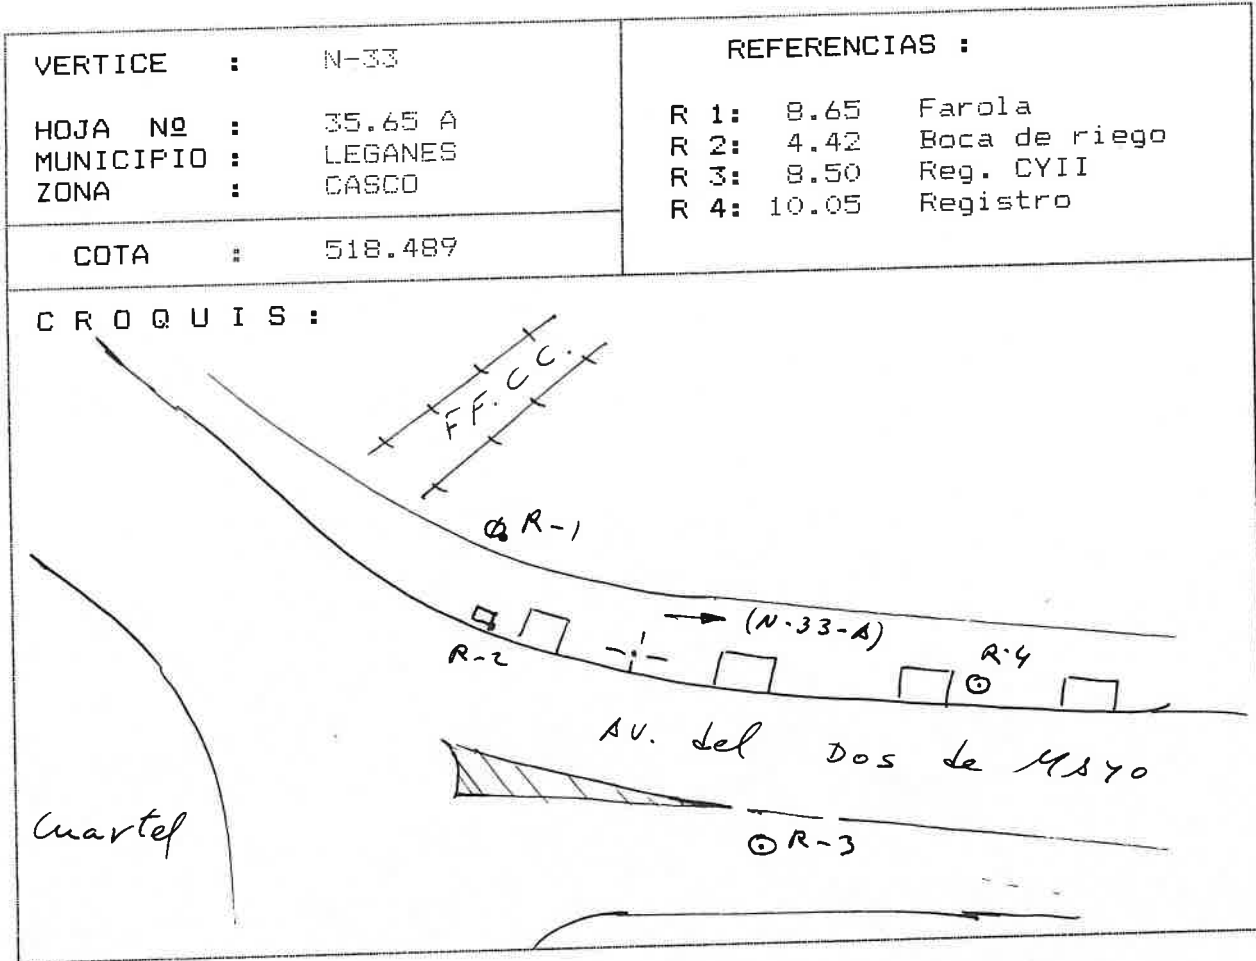 VERTICE : N-33
HOJA Nº : 35.65 A
MUNICIPIO : LEGANES
ZONA : CASCO
COTA : 518.489
REFERENCIAS :
R 1: 8.65 Farola
R 2: 4.42 Boca de riego
R 3: 8.50 Reg. CYII
R 4: 10.05 Registro
CROQUIS:
FF.CC.
R-1
(N-33-A)
R-2
R-4
AV. del Dos de MAYO
Cuartel
R-3